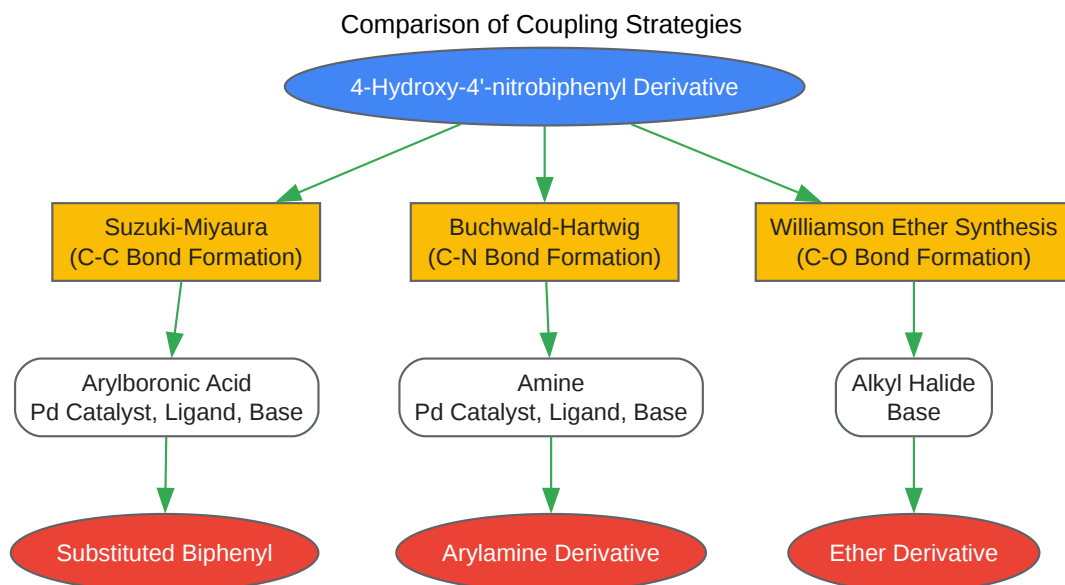 Comparison of Coupling Strategies
4-Hydroxy-4'-nitrobiphenyl Derivative
Suzuki-Miyaura
(C-C Bond Formation)
Buchwald-Hartwig
(C-N Bond Formation)
Williamson Ether Synthesis
(C-O Bond Formation)
Arylboronic Acid
Pd Catalyst, Ligand, Base
Amine
Pd Catalyst, Ligand, Base
Alkyl Halide
Base
Substituted Biphenyl
Arylamine Derivative
Ether Derivative